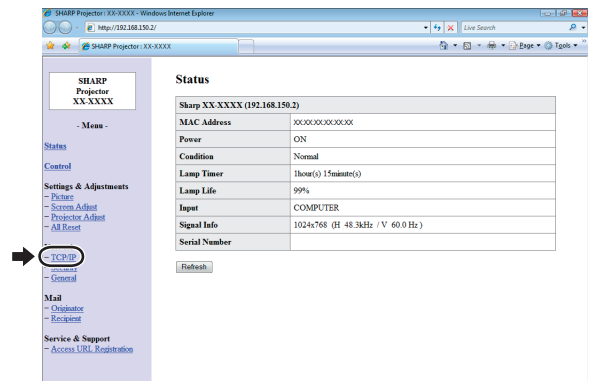 SHARP Projector : XX-XXXX - Windows Internet Explorer
http://192.168.150.2/
Live Search
SHARP Projector : XX-XXXX
Page
Tools
SHARP
Projector
XX-XXXX
- Menu -
Status
Control
Settings & Adjustments
- Picture
- Screen Adjust
- Projector Adjust
- All Reset
- TCP/IP
- Security
- General
Mail
- Originator
- Recipient
Service & Support
- Access URL Registration
Status
Sharp XX-XXXX (192.168.150.2)
MAC Address XX:XX:XX:XX:XX:XX
Power ON
Condition Normal
Lamp Timer 1hour(s) 15minute(s)
Lamp Life 99%
Input COMPUTER
Signal Info 1024x768 (H 48.3kHz / V 60.0 Hz )
Serial Number
Refresh